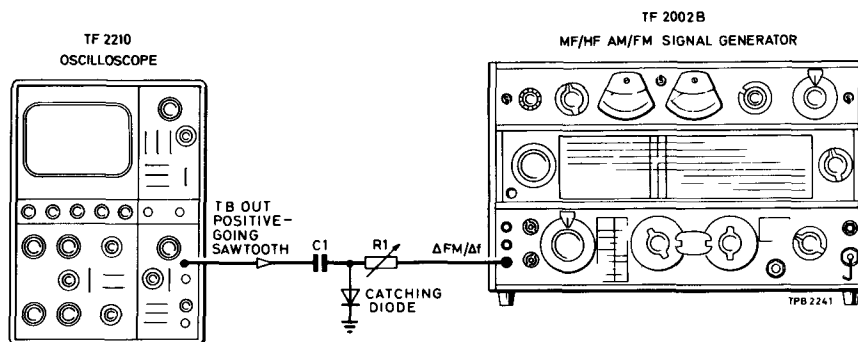 TF 2210
OSCILLOSCOPE
TF 2002B
MF/HF AM/FM SIGNAL GENERATOR
TB OUT
POSITIVE-
GOING
SAWTOOTH
C1
R1
ΔFM/Δf
CATCHING
DIODE
TPB 2241